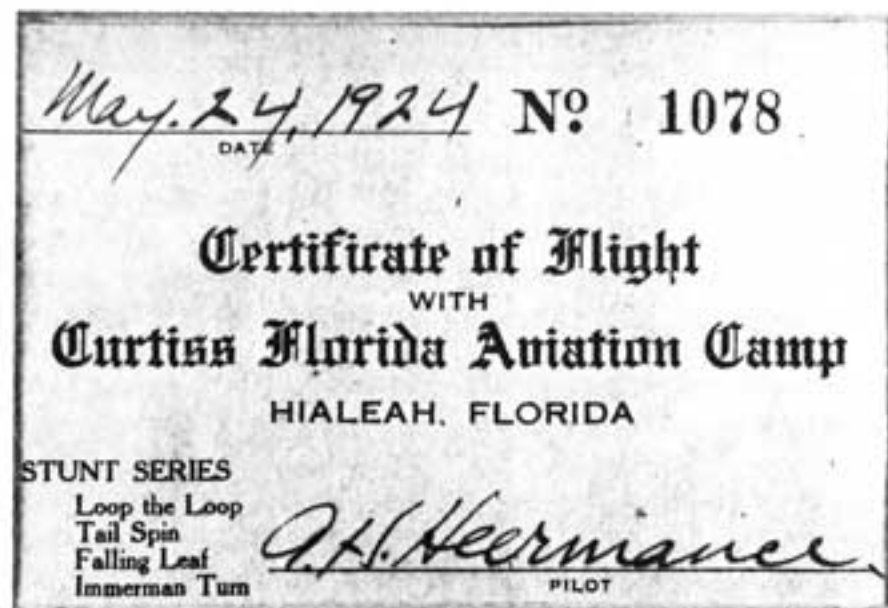 May. 24, 1924 Nº 1078
DATE
Certificate of Flight
WITH
Curtiss Florida Aviation Camp
HIALEAH, FLORIDA
STUNT SERIES
Loop the Loop
Tail Spin
Falling Leaf
Immerman Turn
A.H. Heermance
PILOT